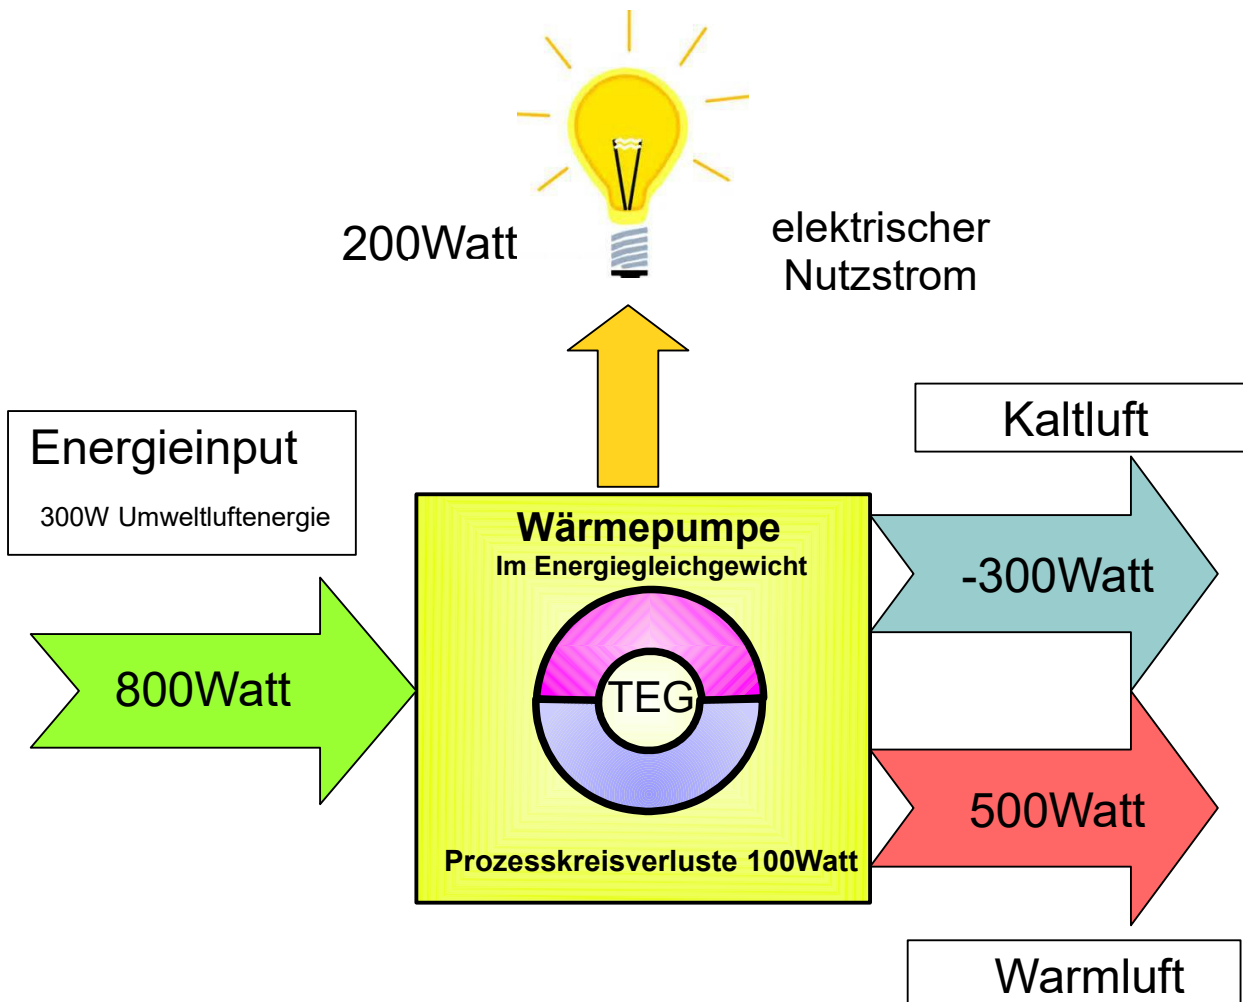 200Watt
elektrischer
Nutzstrom
Energieinput
300W Umweltluftenergie
800Watt
Wärmepumpe
Im Energiegleichgewicht
TEG
Prozesskreisverluste 100Watt
Kaltluft
-300Watt
500Watt
Warmluft